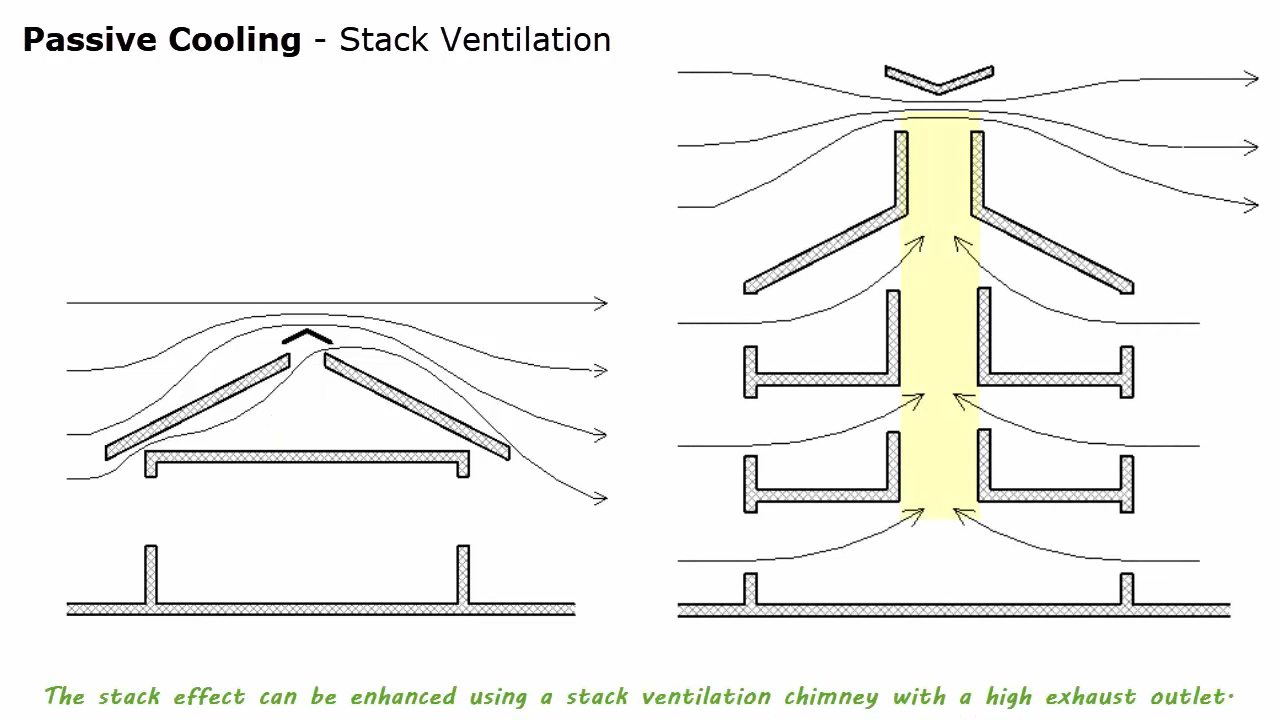 Passive Cooling - Stack Ventilation
The stack effect can be enhanced using a stack ventilation chimney with a high exhaust outlet.